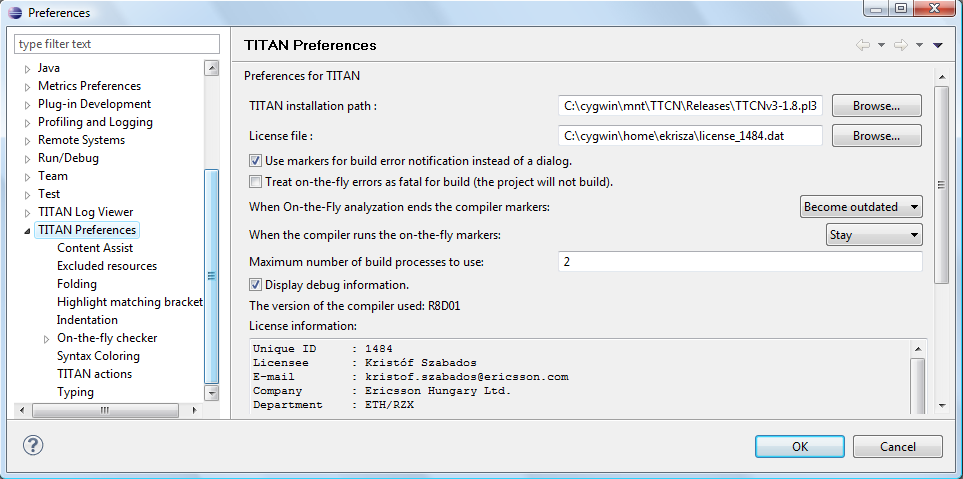 Preferences
type filter text
Java
Metrics Preferences
Plug-in Development
Profiling and Logging
Remote Systems
Run/Debug
Team
Test
TITAN Log Viewer
TITAN Preferences
Content Assist
Excluded resources
Folding
Highlight matching bracket
Indentation
On-the-fly checker
Syntax Coloring
TITAN actions
Typing
TITAN Preferences
Preferences for TITAN
TITAN installation path : C:\cygwin\mnt\TTCN\Releases\TTCNv3-1.8.pl3 Browse...
License file : C:\cygwin\home\ekrisza\license_1484.dat Browse...
Use markers for build error notification instead of a dialog.
Treat on-the-fly errors as fatal for build (the project will not build).
When On-the-Fly analyzation ends the compiler markers: Become outdated
When the compiler runs the on-the-fly markers: Stay
Maximum number of build processes to use: 2
Display debug information.
The version of the compiler used: R8D01
License information:
Unique ID : 1484
Licensee : Kristóf Szabados
E-mail : kristof.szabados@ericsson.com
Company : Ericsson Hungary Ltd.
Department : ETH/RZX
? OK Cancel